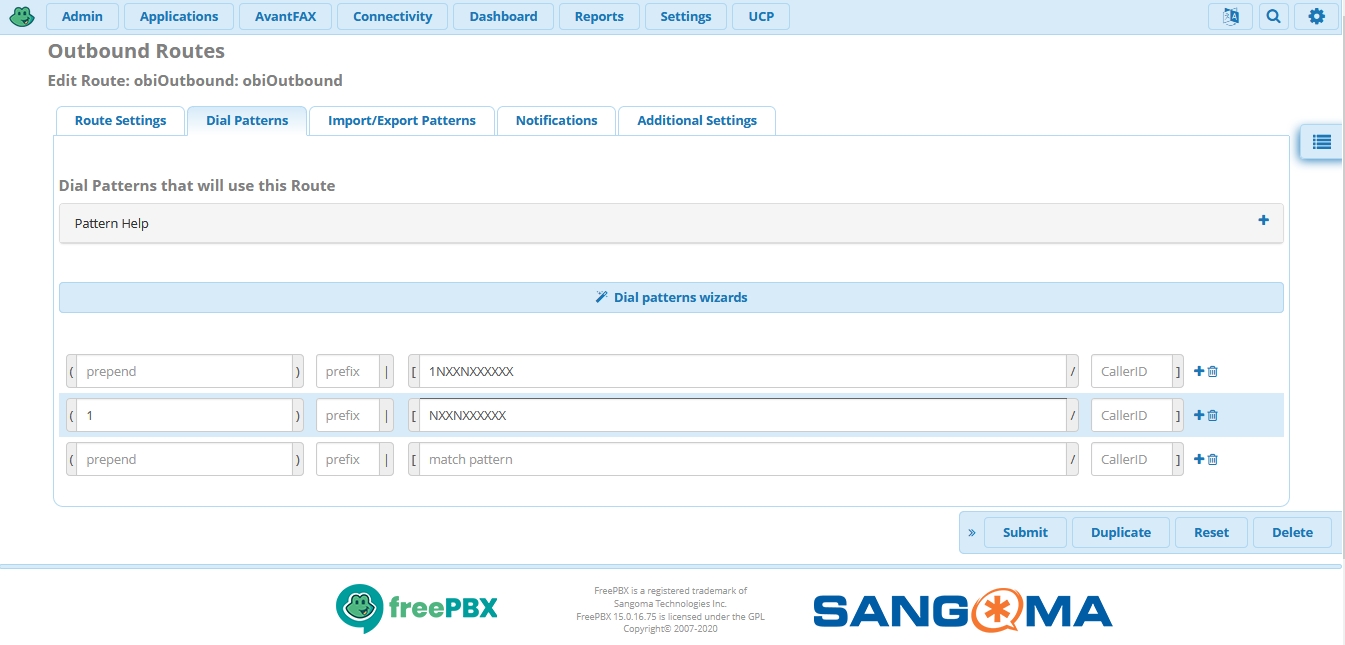 Admin Applications AvantFAX Connectivity Dashboard Reports Settings UCP
Outbound Routes
Edit Route: obiOutbound: obiOutbound
Route Settings Dial Patterns Import/Export Patterns Notifications Additional Settings
Dial Patterns that will use this Route
Pattern Help +
Dial patterns wizards
( prepend ) prefix | [ 1NXXNXXXXXX / CallerID ] +
( 1 ) prefix | [ NXXNXXXXXX / CallerID ] +
( prepend ) prefix | [ match pattern / CallerID ] +
» Submit Duplicate Reset Delete
freePBX
FreePBX is a registered trademark of
Sangoma Technologies Inc.
FreePBX 15.0.16.75 is licensed under the GPL
Copyright© 2007-2020
SANGOMA